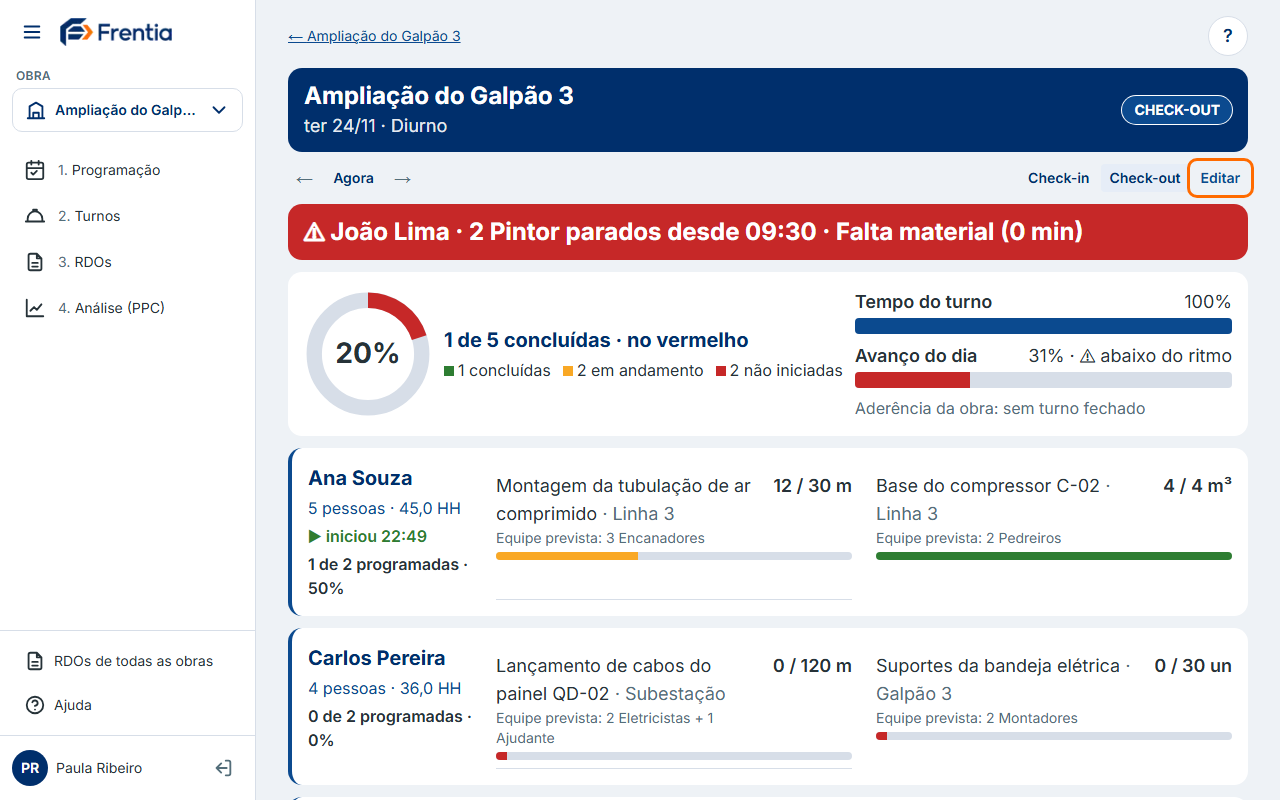 Frentia
← Ampliação do Galpão 3
?
OBRA
Ampliação do Galp...
1. Programação
2. Turnos
3. RDOs
4. Análise (PPC)
RDOs de todas as obras
Ajuda
PR
Paula Ribeiro
Ampliação do Galpão 3
ter 24/11 · Diurno
CHECK-OUT
← Agora →
Check-in
Check-out
Editar
⚠ João Lima · 2 Pintor parados desde 09:30 · Falta material (0 min)
20%
1 de 5 concluídas · no vermelho
1 concluídas
2 em andamento
2 não iniciadas
Tempo do turno 100%
Avanço do dia 31% · ⚠ abaixo do ritmo
Aderência da obra: sem turno fechado
Ana Souza
5 pessoas · 45,0 HH
▶ iniciou 22:49
1 de 2 programadas ·
50%
Montagem da tubulação de ar
comprimido · Linha 3
12 / 30 m
Equipe prevista: 3 Encanadores
Base do compressor C-02 ·
Linha 3
4 / 4 m³
Equipe prevista: 2 Pedreiros
Carlos Pereira
4 pessoas · 36,0 HH
0 de 2 programadas ·
0%
Lançamento de cabos do
painel QD-02 · Subestação
0 / 120 m
Equipe prevista: 2 Eletricistas + 1
Ajudante
Suportes da bandeja elétrica ·
Galpão 3
0 / 30 un
Equipe prevista: 2 Montadores